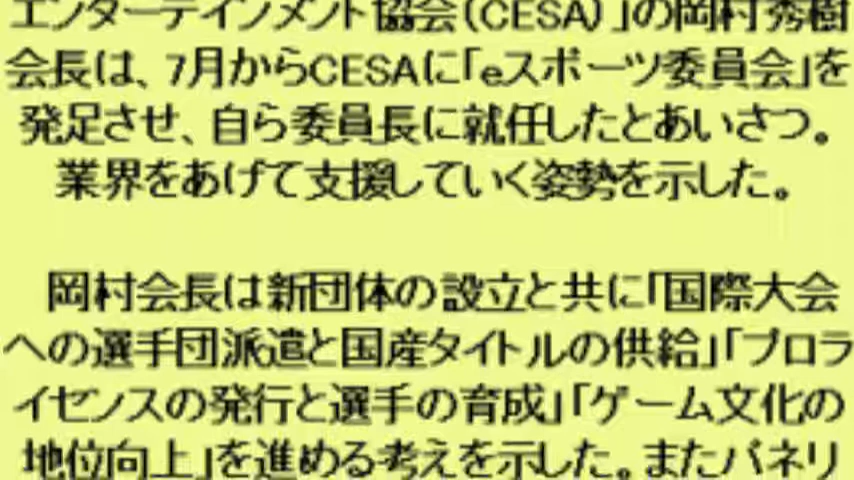 エンターテインメント協会（CESA）」の岡村秀樹
会長は、7月からCESAに「eスポーツ委員会」を
発足させ、自ら委員長に就任したとあいさつ。
業界をあげて支援していく姿勢を示した。
岡村会長は新団体の設立と共に「国際大会
への選手団派遣と国産タイトルの供給」「プロラ
イセンスの発行と選手の育成」「ゲーム文化の
地位向上」を進める考えを示した。またパネリ